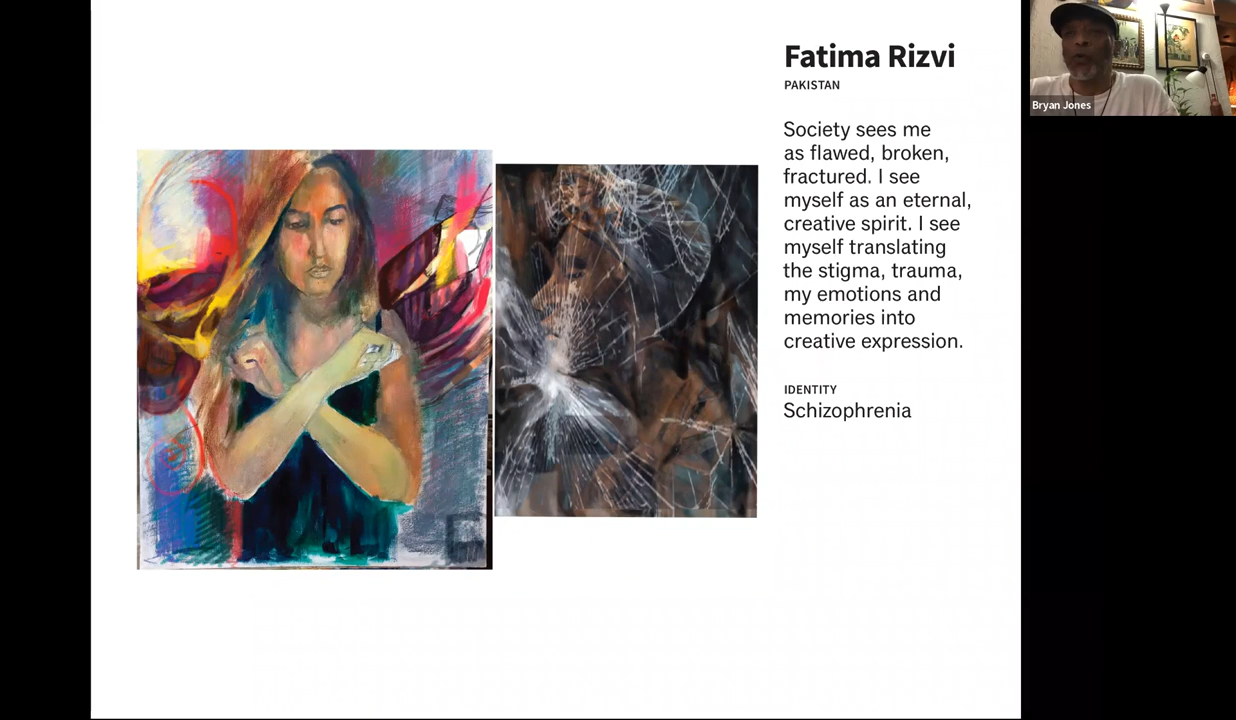 Fatima Rizvi
PAKISTAN
Society sees me
as flawed, broken,
fractured. I see
myself as an eternal,
creative spirit. I see
myself translating
the stigma, trauma,
my emotions and
memories into
creative expression.
IDENTITY
Schizophrenia
Bryan Jones